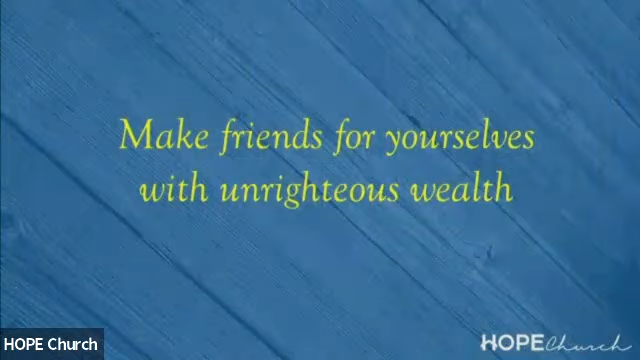 Make friends for yourselves
with unrighteous wealth
HOPE Church
HOPE Church